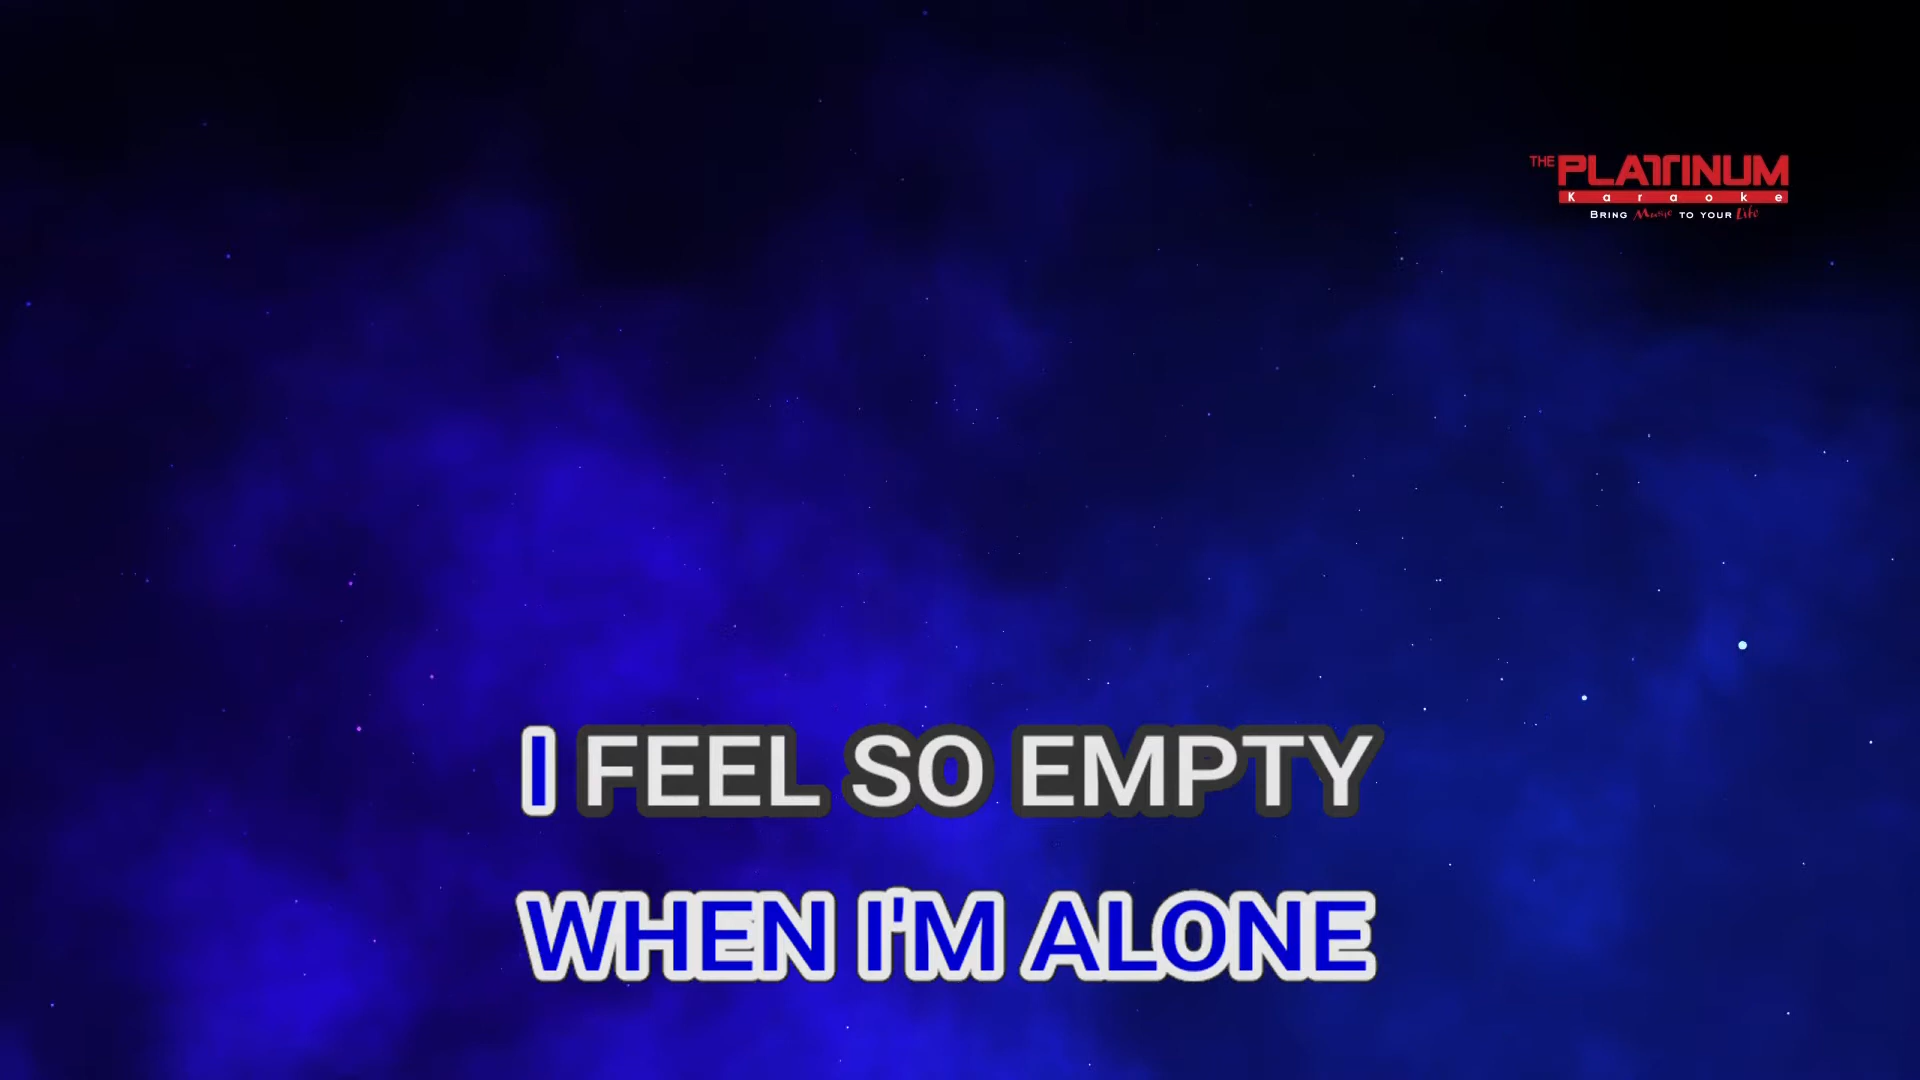 THE PLATINUM
Karaoke
BRING Music TO YOUR Life
I FEEL SO EMPTY
WHEN I'M ALONE